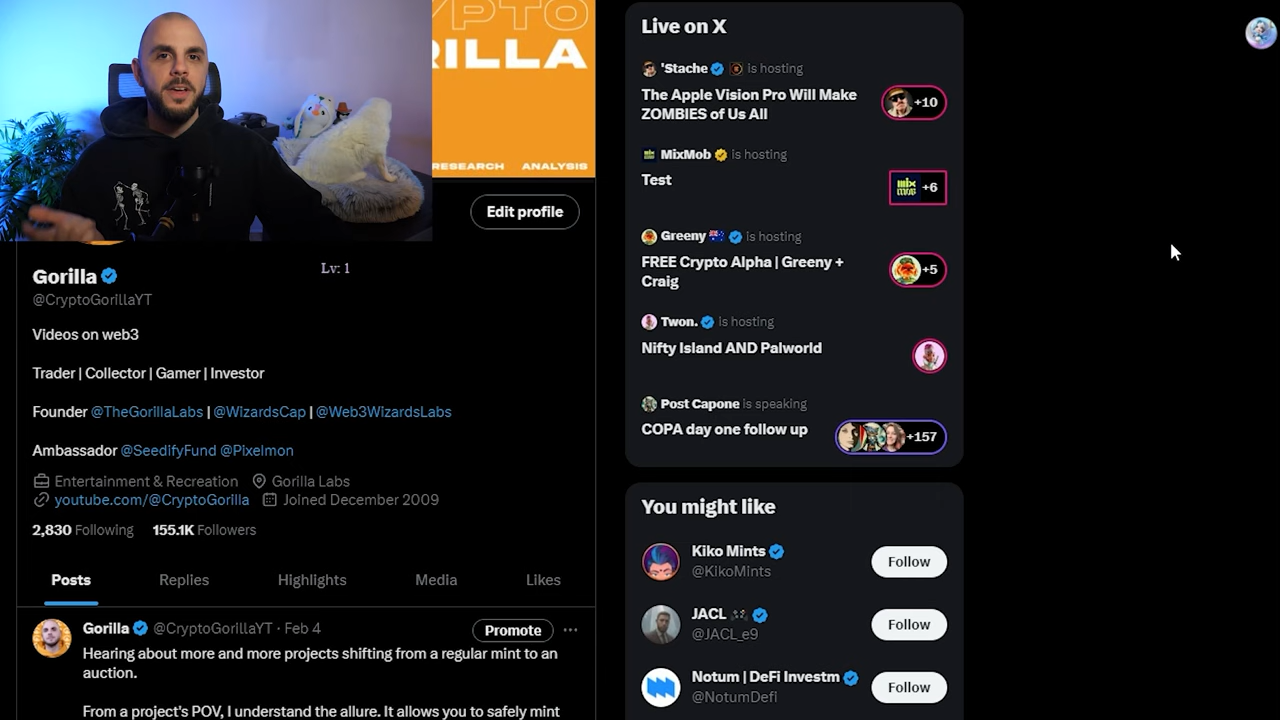 YPTO
RILLA
RESEARCH ANALYSIS
Edit profile
Lv: 1
Gorilla
@CryptoGorillaYT
Videos on web3
Trader | Collector | Gamer | Investor
Founder @TheGorillaLabs | @WizardsCap | @Web3WizardsLabs
Ambassador @SeedifyFund @Pixelmon
Entertainment & Recreation Gorilla Labs
youtube.com/@CryptoGorilla Joined December 2009
2,830 Following 155.1K Followers
Posts Replies Highlights Media Likes
Gorilla @CryptoGorillaYT · Feb 4 Promote
Hearing about more and more projects shifting from a regular mint to an
auction.
From a project's POV, I understand the allure. It allows you to safely mint
Live on X
'Stache is hosting
The Apple Vision Pro Will Make
ZOMBIES of Us All
+10
MixMob is hosting
Test
mix
mob
+6
Greeny is hosting
FREE Crypto Alpha | Greeny +
Craig
+5
Twon. is hosting
Nifty Island AND Palworld
Post Capone is speaking
COPA day one follow up
+157
You might like
Kiko Mints
@KikoMints
Follow
JACL
@JACL_e9
Follow
Notum | DeFi Investm
@NotumDefi
Follow